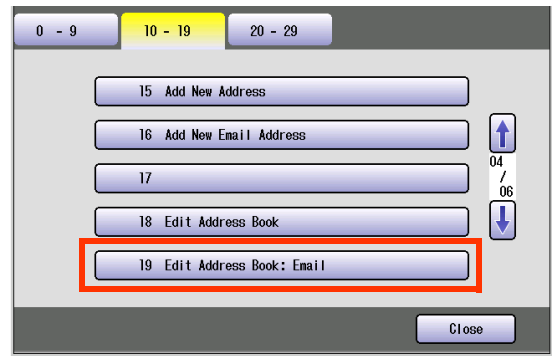 0 - 9 10 - 19 20 - 29
15 Add New Address
16 Add New Email Address
04
17 /
06
18 Edit Address Book
19 Edit Address Book: Email
Close